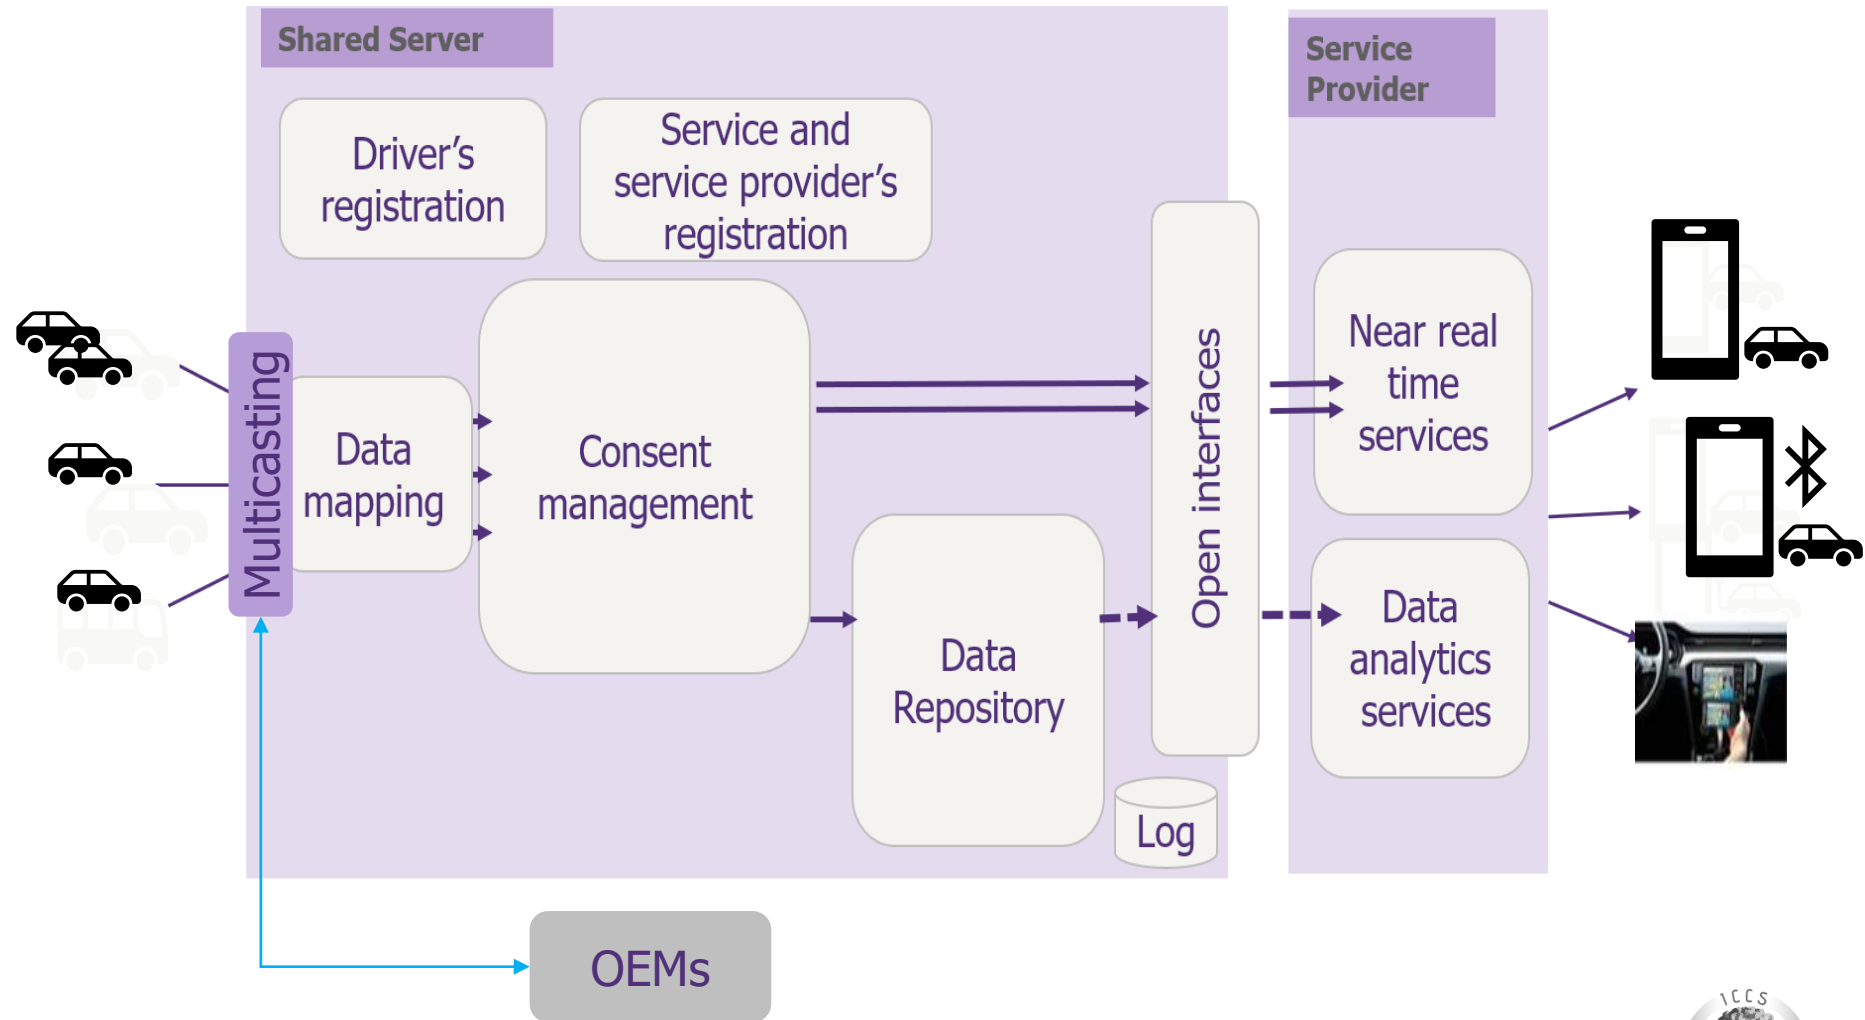 Shared Server
Service
Provider
Driver’s
registration
Service and
service provider’s
registration
Multicasting
Data
mapping
Consent
management
Data
Repository
Open interfaces
Log
Near real
time
services
Data
analytics
services
OEMs
ICCS